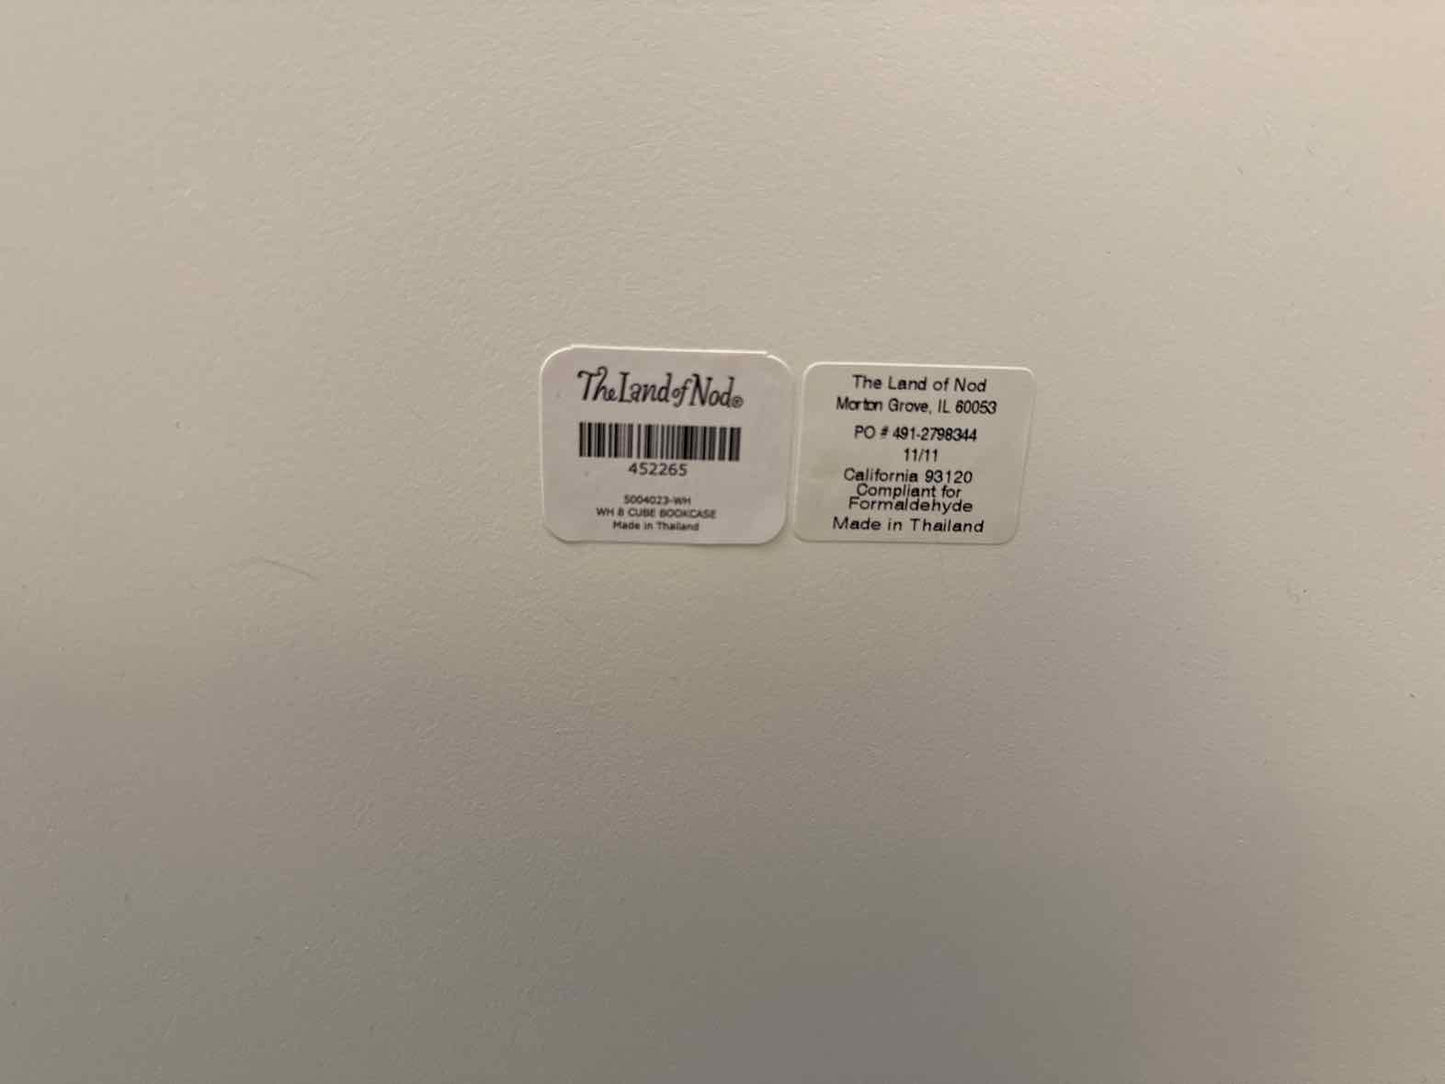 The Land of Nod®
452265
5004023-WH
WH 8 CUBE BOOKCASE
Made in Thailand
The Land of Nod
Morton Grove, IL 60053
PO # 491-2798344
11/11
California 93120
Compliant for
Formaldehyde
Made in Thailand